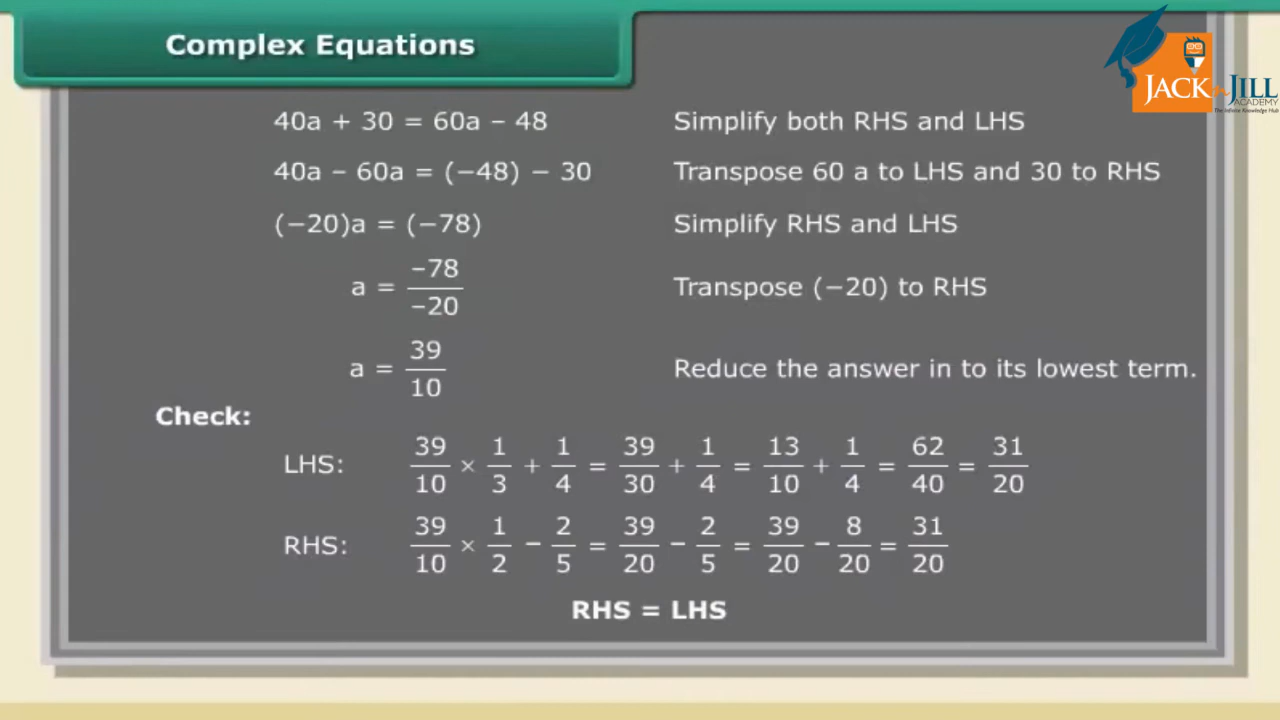 Complex Equations
JACK n JILL
ACADEMY
The Infinite Knowledge Hub
40a + 30 = 60a – 48 Simplify both RHS and LHS
40a – 60a = (−48) − 30 Transpose 60 a to LHS and 30 to RHS
(−20)a = (−78) Simplify RHS and LHS
a = –78/–20 Transpose (−20) to RHS
a = 39/10 Reduce the answer in to its lowest term.
Check:
LHS: 39/10 × 1/3 + 1/4 = 39/30 + 1/4 = 13/10 + 1/4 = 62/40 = 31/20
RHS: 39/10 × 1/2 − 2/5 = 39/20 − 2/5 = 39/20 − 8/20 = 31/20
RHS = LHS